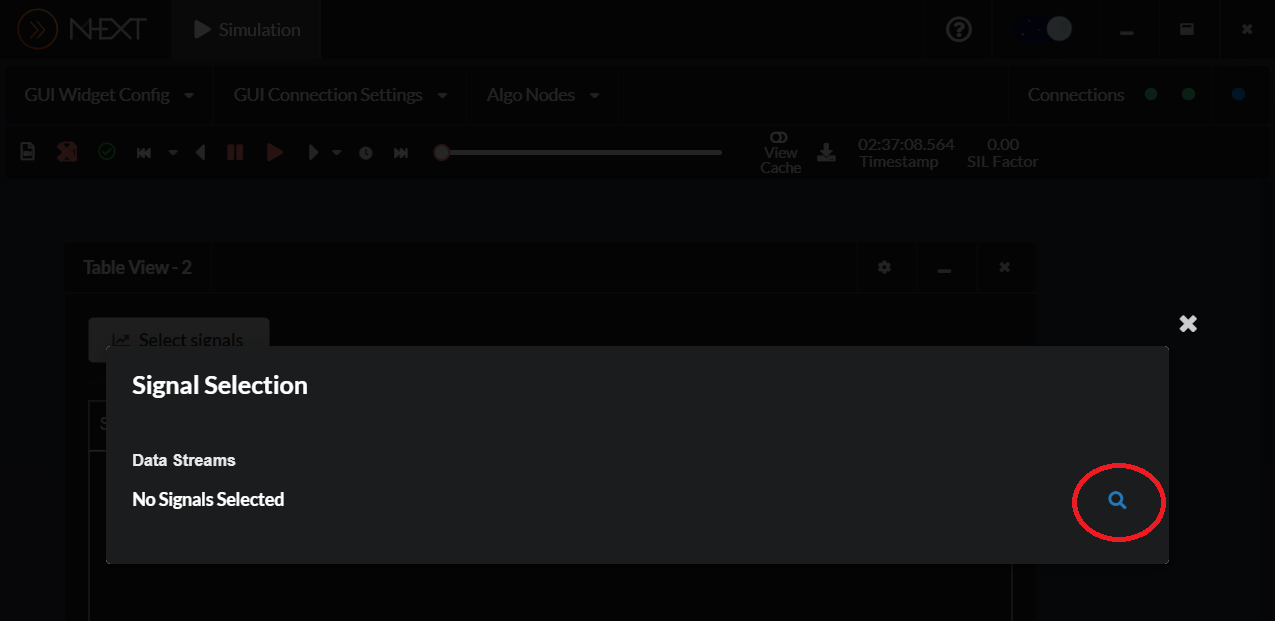 NEXT
Simulation
GUI Widget Config
GUI Connection Settings
Algo Nodes
Connections
View
Cache
02:37:08.564
Timestamp
0.00
SIL Factor
Table View - 2
Select signals
S
Signal Selection
Data Streams
No Signals Selected